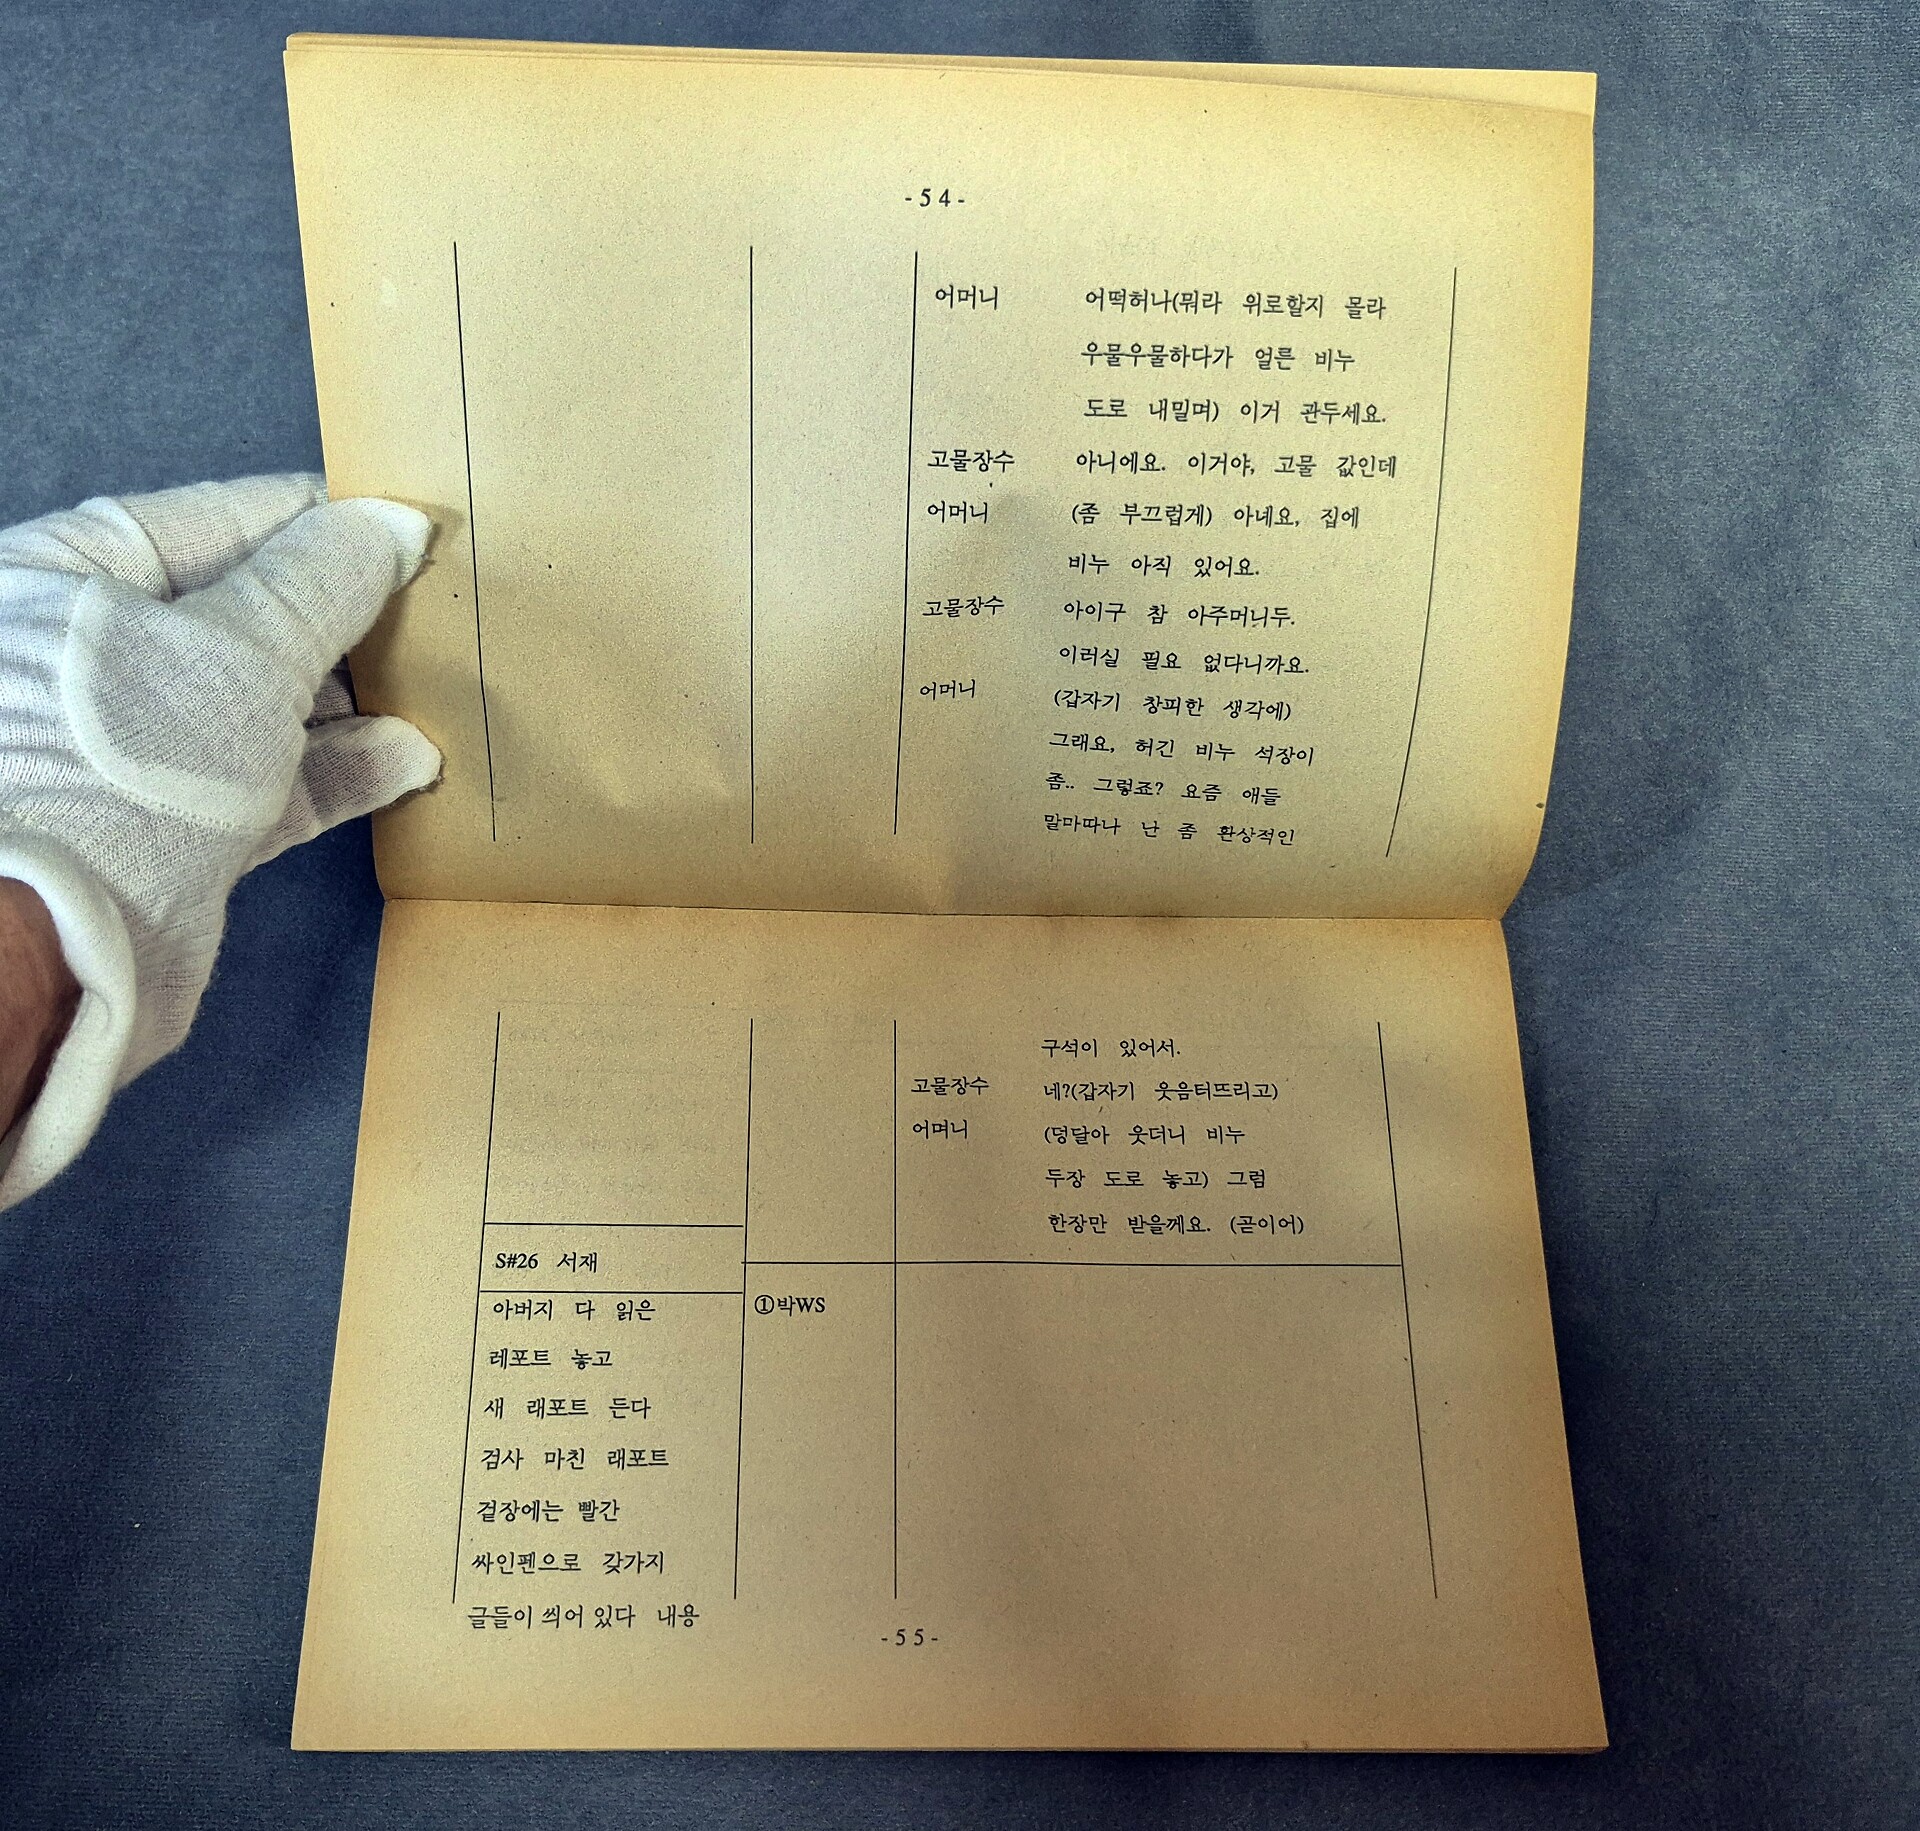 - 5 4 -
어머니 어떡허나(뭐라 위로할지 몰라
우물우물하다가 얼른 비누
도로 내밀며) 이거 관두세요.
고물장수 아니에요. 이거야, 고물 값인데
어머니 (좀 부끄럽게) 아네요, 집에
비누 아직 있어요.
고물장수 아이구 참 아주머니두.
이러실 필요 없다니까요.
어머니 (갑자기 창피한 생각에)
그래요, 허긴 비누 석장이
좀.. 그렇죠? 요즘 애들
말마따나 난 좀 환상적인
구석이 있어서.
고물장수 네?(갑자기 웃음터뜨리고)
어며니 (덩달아 웃더니 비누
두장 도로 놓고) 그럼
한장만 받을께요. (곧이어)
S#26 서재
아버지 다 읽은 ①박WS
레포트 놓고
새 래포트 든다
검사 마친 래포트
겉장에는 빨간
싸인펜으로 갖가지
글들이 씌어 있다 내용
- 5 5 -